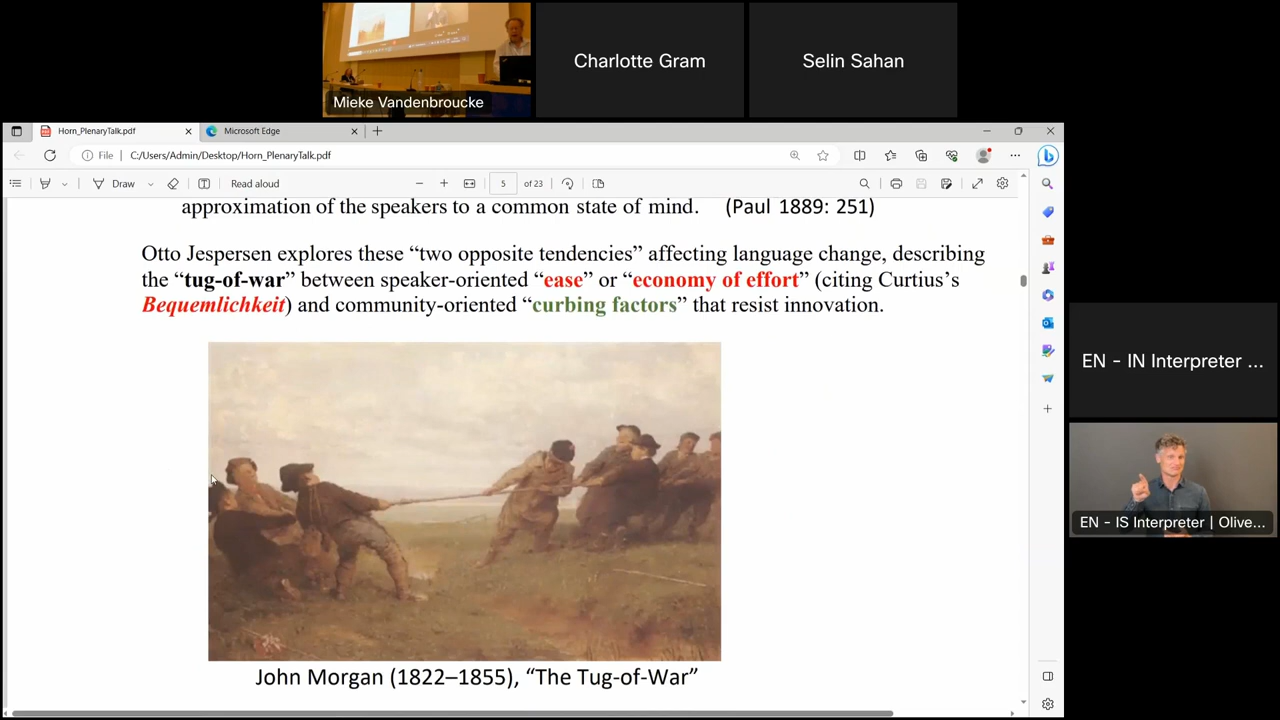 Mieke Vandenbroucke
Charlotte Gram
Selin Sahan
Horn_PlenaryTalk.pdf
Microsoft Edge
File
C:/Users/Admin/Desktop/Horn_PlenaryTalk.pdf
Draw
Read aloud
5
of 23
approximation of the speakers to a common state of mind. (Paul 1889: 251)
Otto Jespersen explores these “two opposite tendencies” affecting language change, describing
the “tug-of-war” between speaker-oriented “ease” or “economy of effort” (citing Curtius’s
Bequemlichkeit) and community-oriented “curbing factors” that resist innovation.
John Morgan (1822–1855), “The Tug-of-War”
EN - IN Interpreter ...
EN - IS Interpreter | Olive...